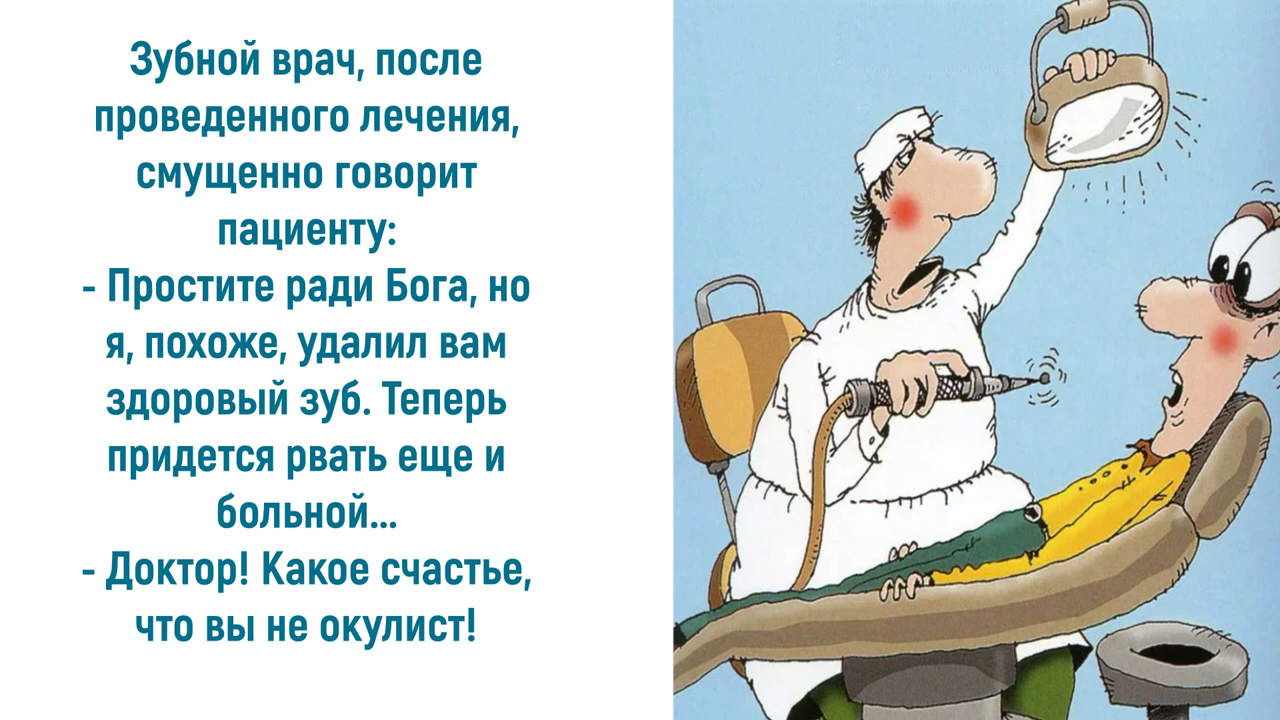 Зубной врач, после
проведенного лечения,
смущенно говорит
пациенту:
- Простите ради Бога, но
я, похоже, удалил вам
здоровый зуб. Теперь
придется рвать еще и
больной...
- Доктор! Какое счастье,
что вы не окулист!